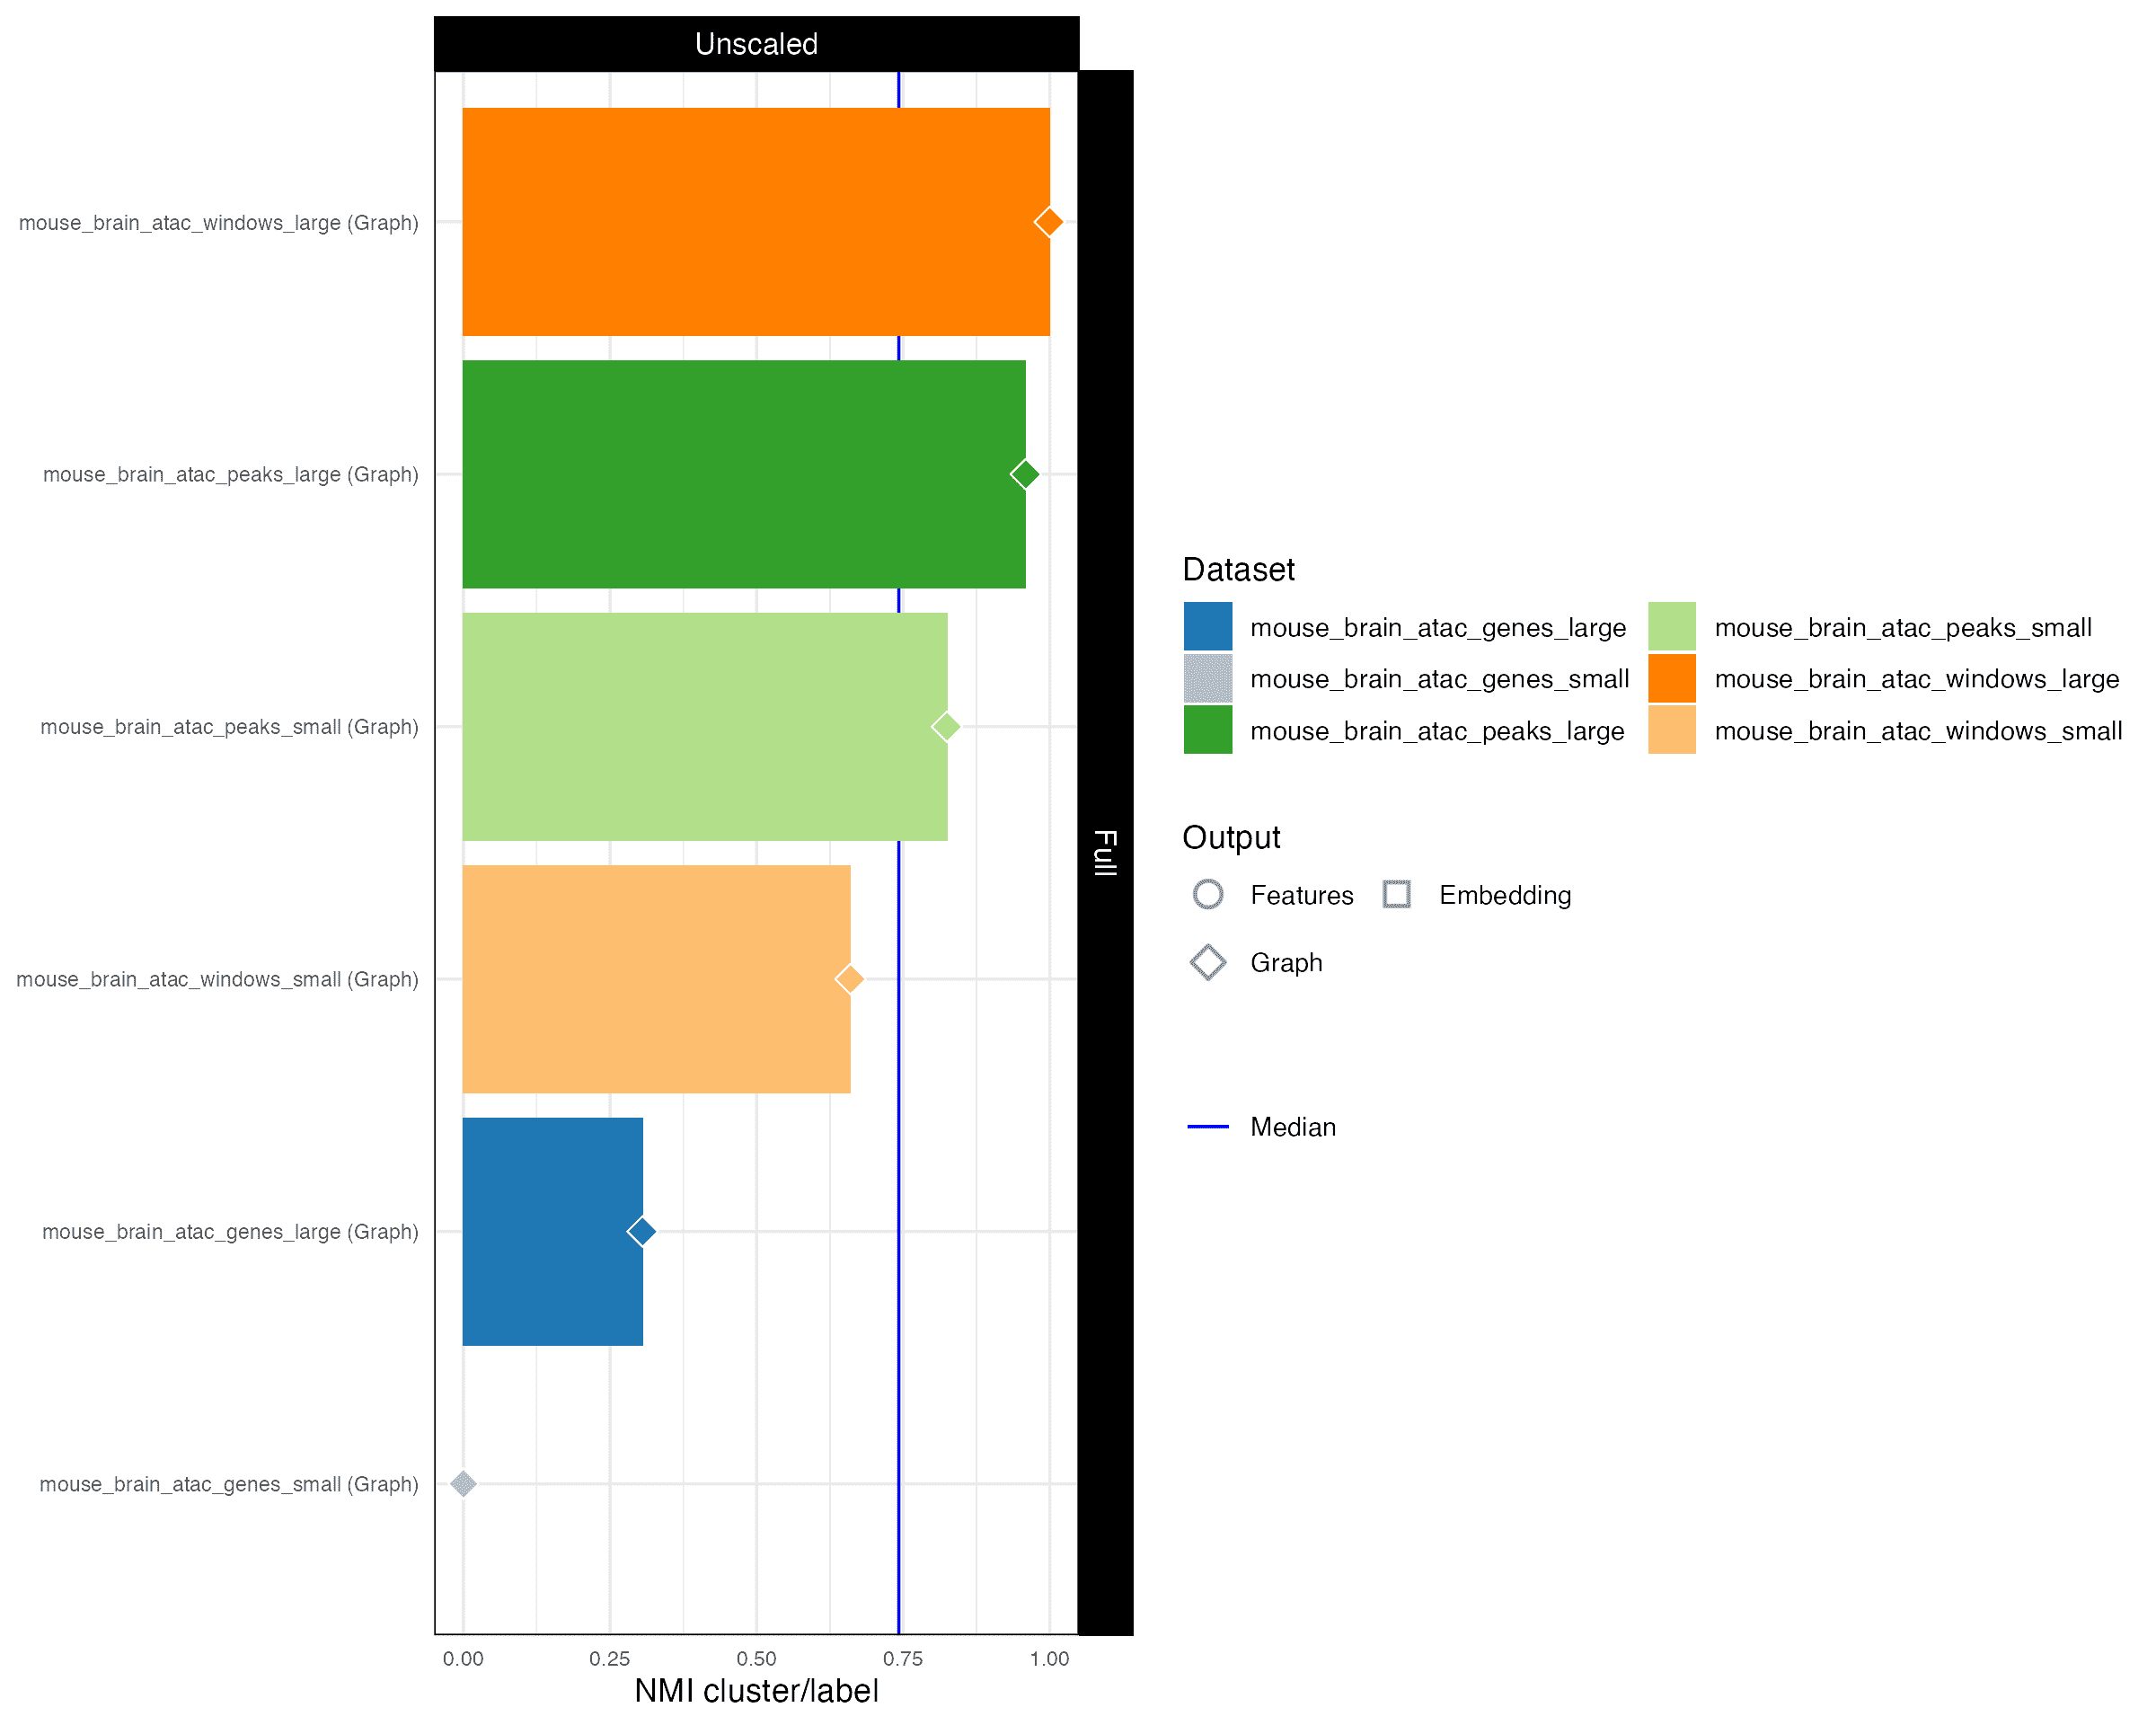 Unscaled
mouse_brain_atac_windows_large (Graph)
mouse_brain_atac_peaks_large (Graph)
mouse_brain_atac_peaks_small (Graph)
mouse_brain_atac_windows_small (Graph)
mouse_brain_atac_genes_large (Graph)
mouse_brain_atac_genes_small (Graph)
0.00 0.25 0.50 0.75 1.00
NMI cluster/label
Full
Dataset
mouse_brain_atac_genes_large mouse_brain_atac_peaks_small
mouse_brain_atac_genes_small mouse_brain_atac_windows_large
mouse_brain_atac_peaks_large mouse_brain_atac_windows_small
Output
Features Embedding
Graph
Median